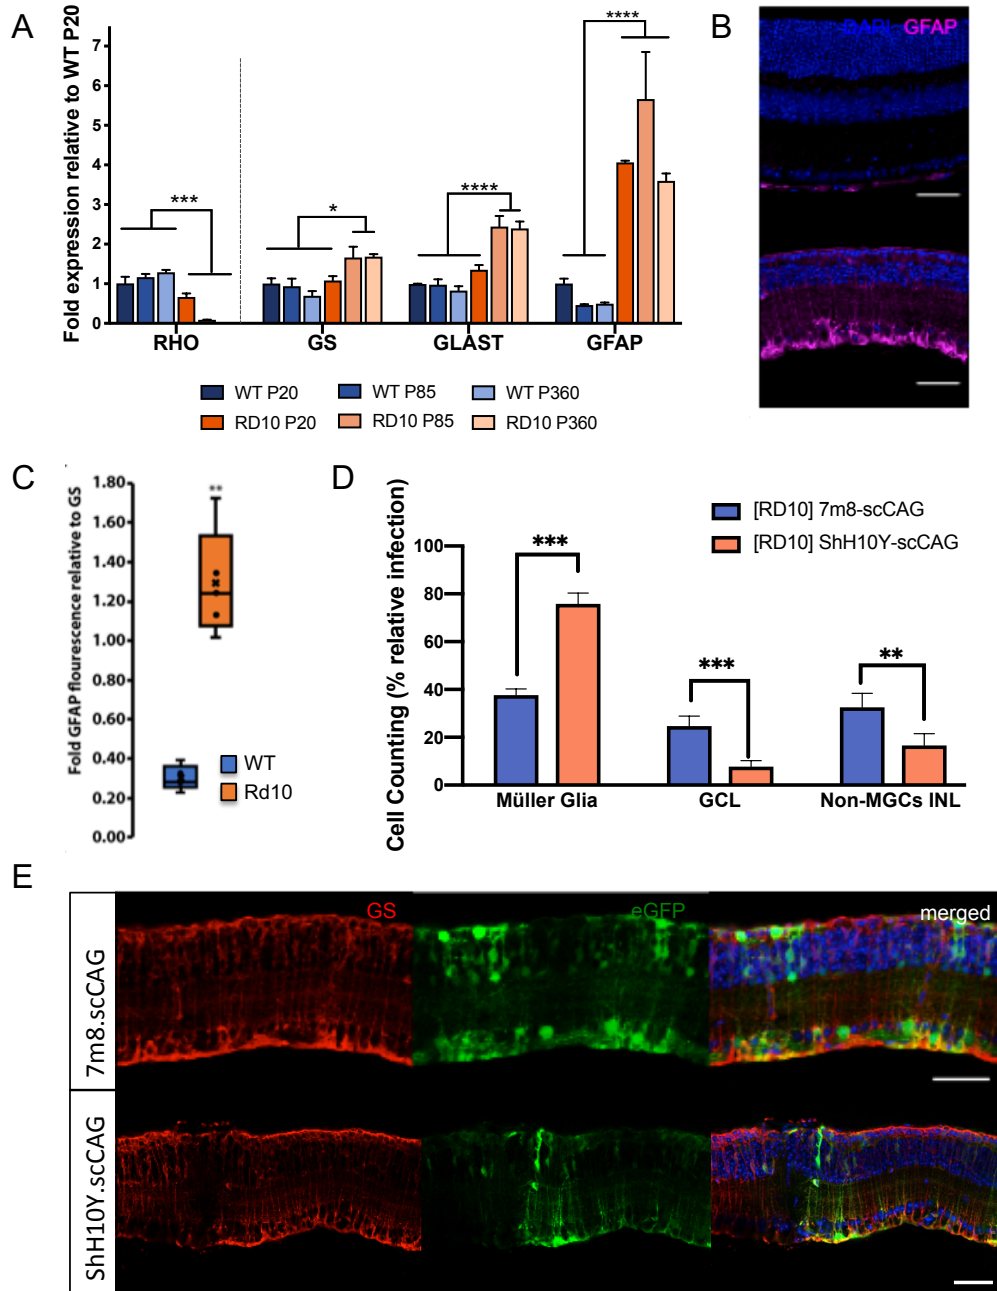 A
Fold expression relative to WT P20
7
6
5
4
3
2
1
0
***
*
****
****
RHO
GS
GLAST
GFAP
WT P20
WT P85
WT P360
RD10 P20
RD10 P85
RD10 P360
B
DAPI GFAP
C
Fold GFAP flourescence relative to GS
1.80
1.60
1.40
1.20
1.00
0.80
0.60
0.40
0.20
0.00
**
WT
Rd10
D
Cell Counting (% relative infection)
100
80
60
40
20
0
***
***
**
[RD10] 7m8-scCAG
[RD10] ShH10Y-scCAG
Müller Glia
GCL
Non-MGCs INL
E
7m8.scCAG
GS
eGFP
merged
ShH10Y.scCAG